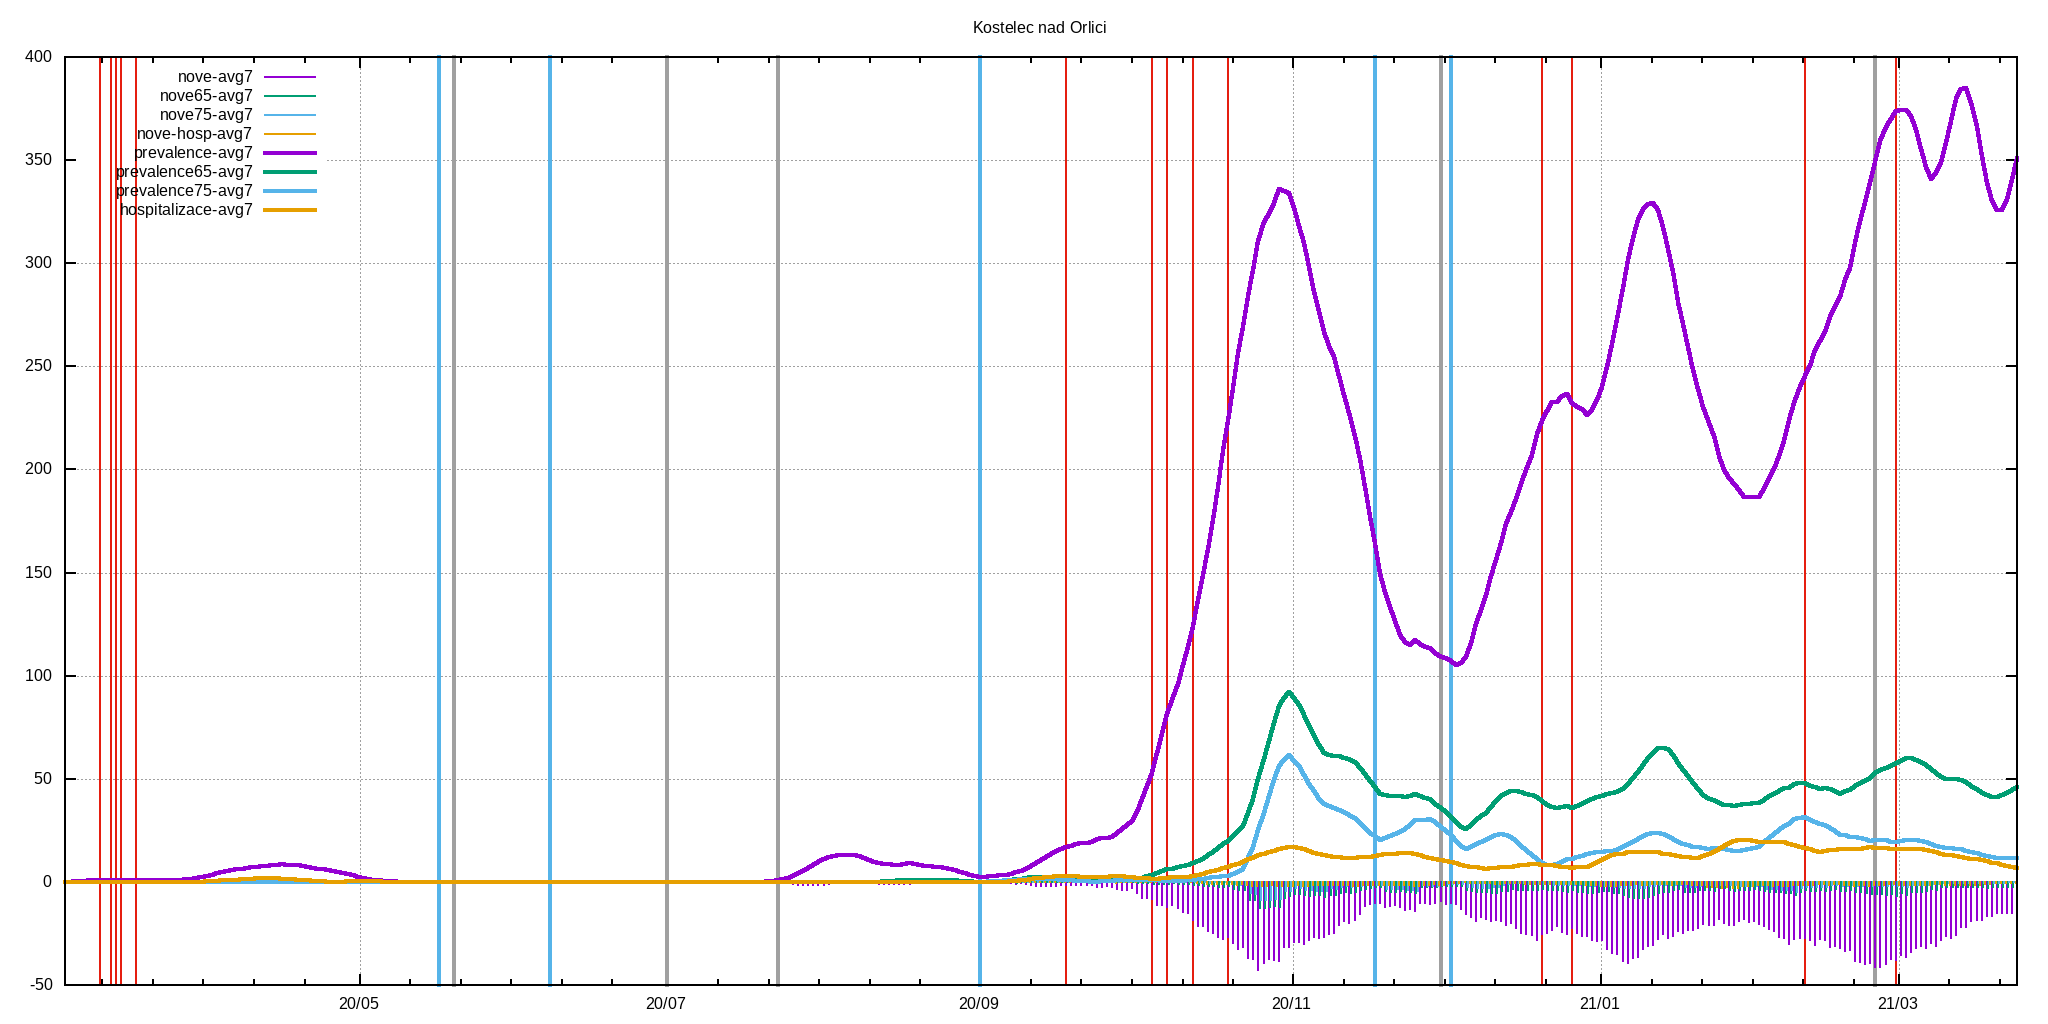 Kostelec nad Orlici
400
350
300
250
200
150
100
50
0
-50
nove-avg7
nove65-avg7
nove75-avg7
nove-hosp-avg7
prevalence-avg7
prevalence65-avg7
prevalence75-avg7
hospitalizace-avg7
20/05 20/07 20/09 20/11 21/01 21/03